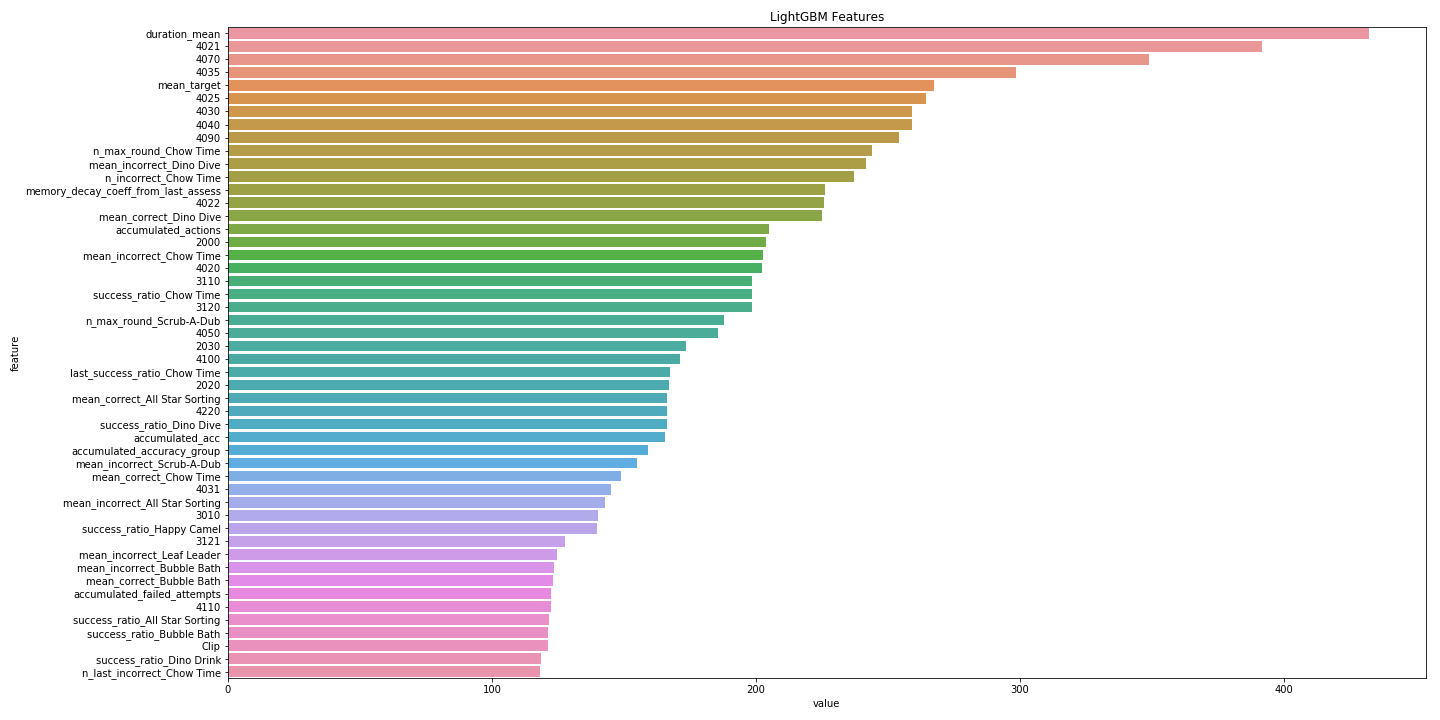 LightGBM Features
duration_mean
4021
4070
4035
mean_target
4025
4030
4040
4090
n_max_round_Chow Time
mean_incorrect_Dino Dive
n_incorrect_Chow Time
memory_decay_coeff_from_last_assess
4022
mean_correct_Dino Dive
accumulated_actions
2000
mean_incorrect_Chow Time
4020
3110
success_ratio_Chow Time
3120
n_max_round_Scrub-A-Dub
4050
2030
4100
last_success_ratio_Chow Time
2020
mean_correct_All Star Sorting
4220
success_ratio_Dino Dive
accumulated_acc
accumulated_accuracy_group
mean_incorrect_Scrub-A-Dub
mean_correct_Chow Time
4031
mean_incorrect_All Star Sorting
3010
success_ratio_Happy Camel
3121
mean_incorrect_Leaf Leader
mean_incorrect_Bubble Bath
mean_correct_Bubble Bath
accumulated_failed_attempts
4110
success_ratio_All Star Sorting
success_ratio_Bubble Bath
Clip
success_ratio_Dino Drink
n_last_incorrect_Chow Time
feature
0 100 200 300 400
value